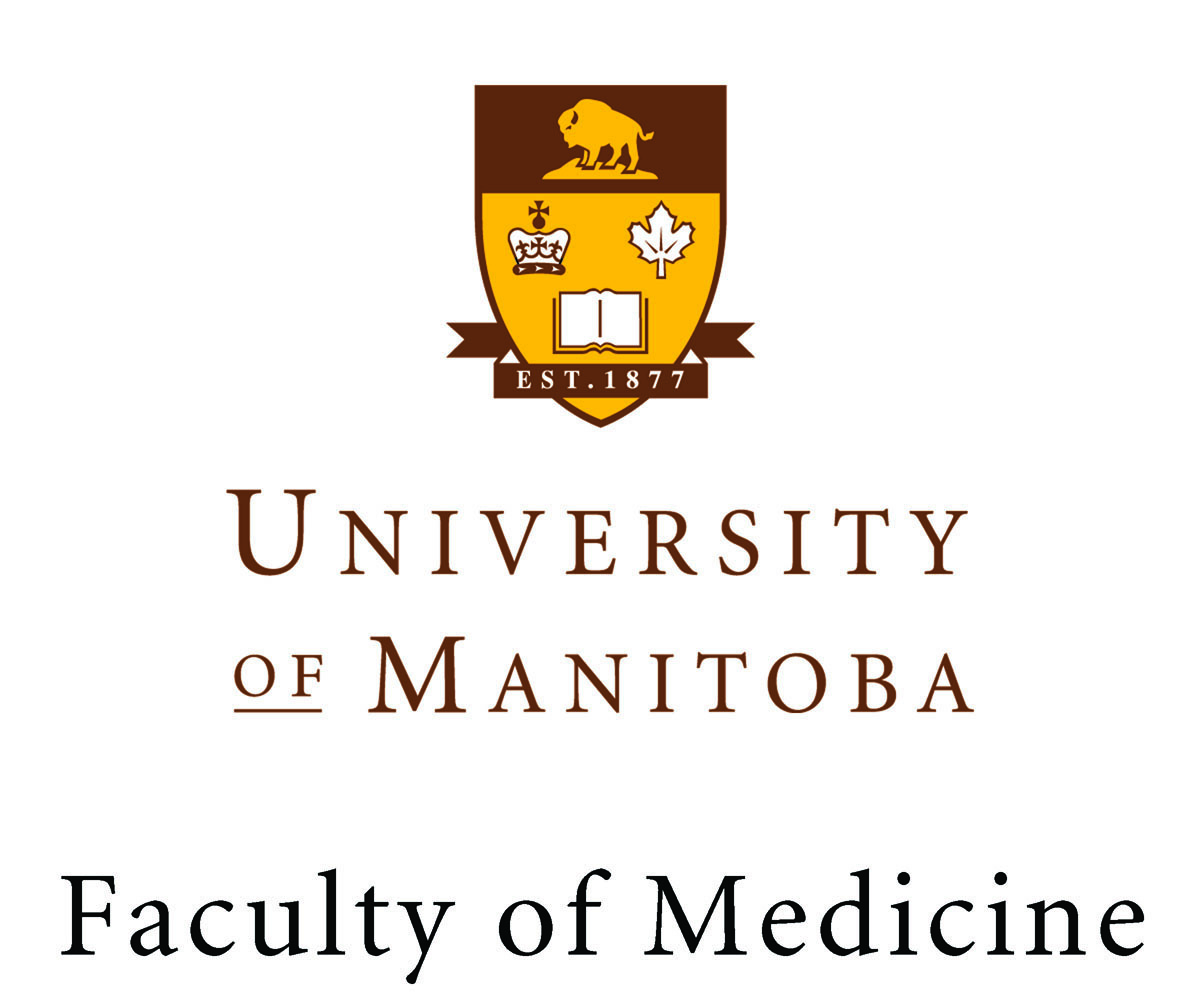 EST. 1877
UNIVERSITY
OF MANITOBA
Faculty of Medicine